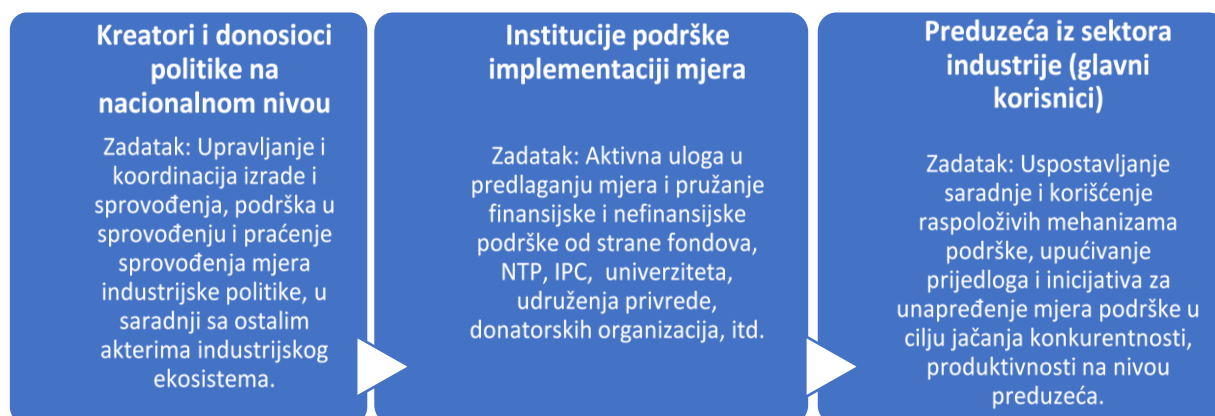 Kreatori i donosioci
politike na
nacionalnom nivou
Zadatak: Upravljanje i
koordinacija izrade i
sprovođenja, podrška u
sprovođenju i praćenje
sprovođenja mjera
industrijske politike, u
saradnji sa ostalim
akterima industrijskog
ekosistema.
Institucije podrške
implementaciji mjera
Zadatak: Aktivna uloga u
predlaganju mjera i pružanje
finansijske i nefinansijske
podrške od strane fondova,
NTP, IPC, univerziteta,
udruženja privrede,
donatorskih organizacija, itd.
Preduzeća iz sektora
industrije (glavni
korisnici)
Zadatak: Uspostavljanje
saradnje i korišćenje
raspoloživih mehanizama
podrške, upućivanje
prijedloga i inicijativa za
unapređenje mjera podrške u
cilju jačanja konkurentnosti,
produktivnosti na nivou
preduzeća.